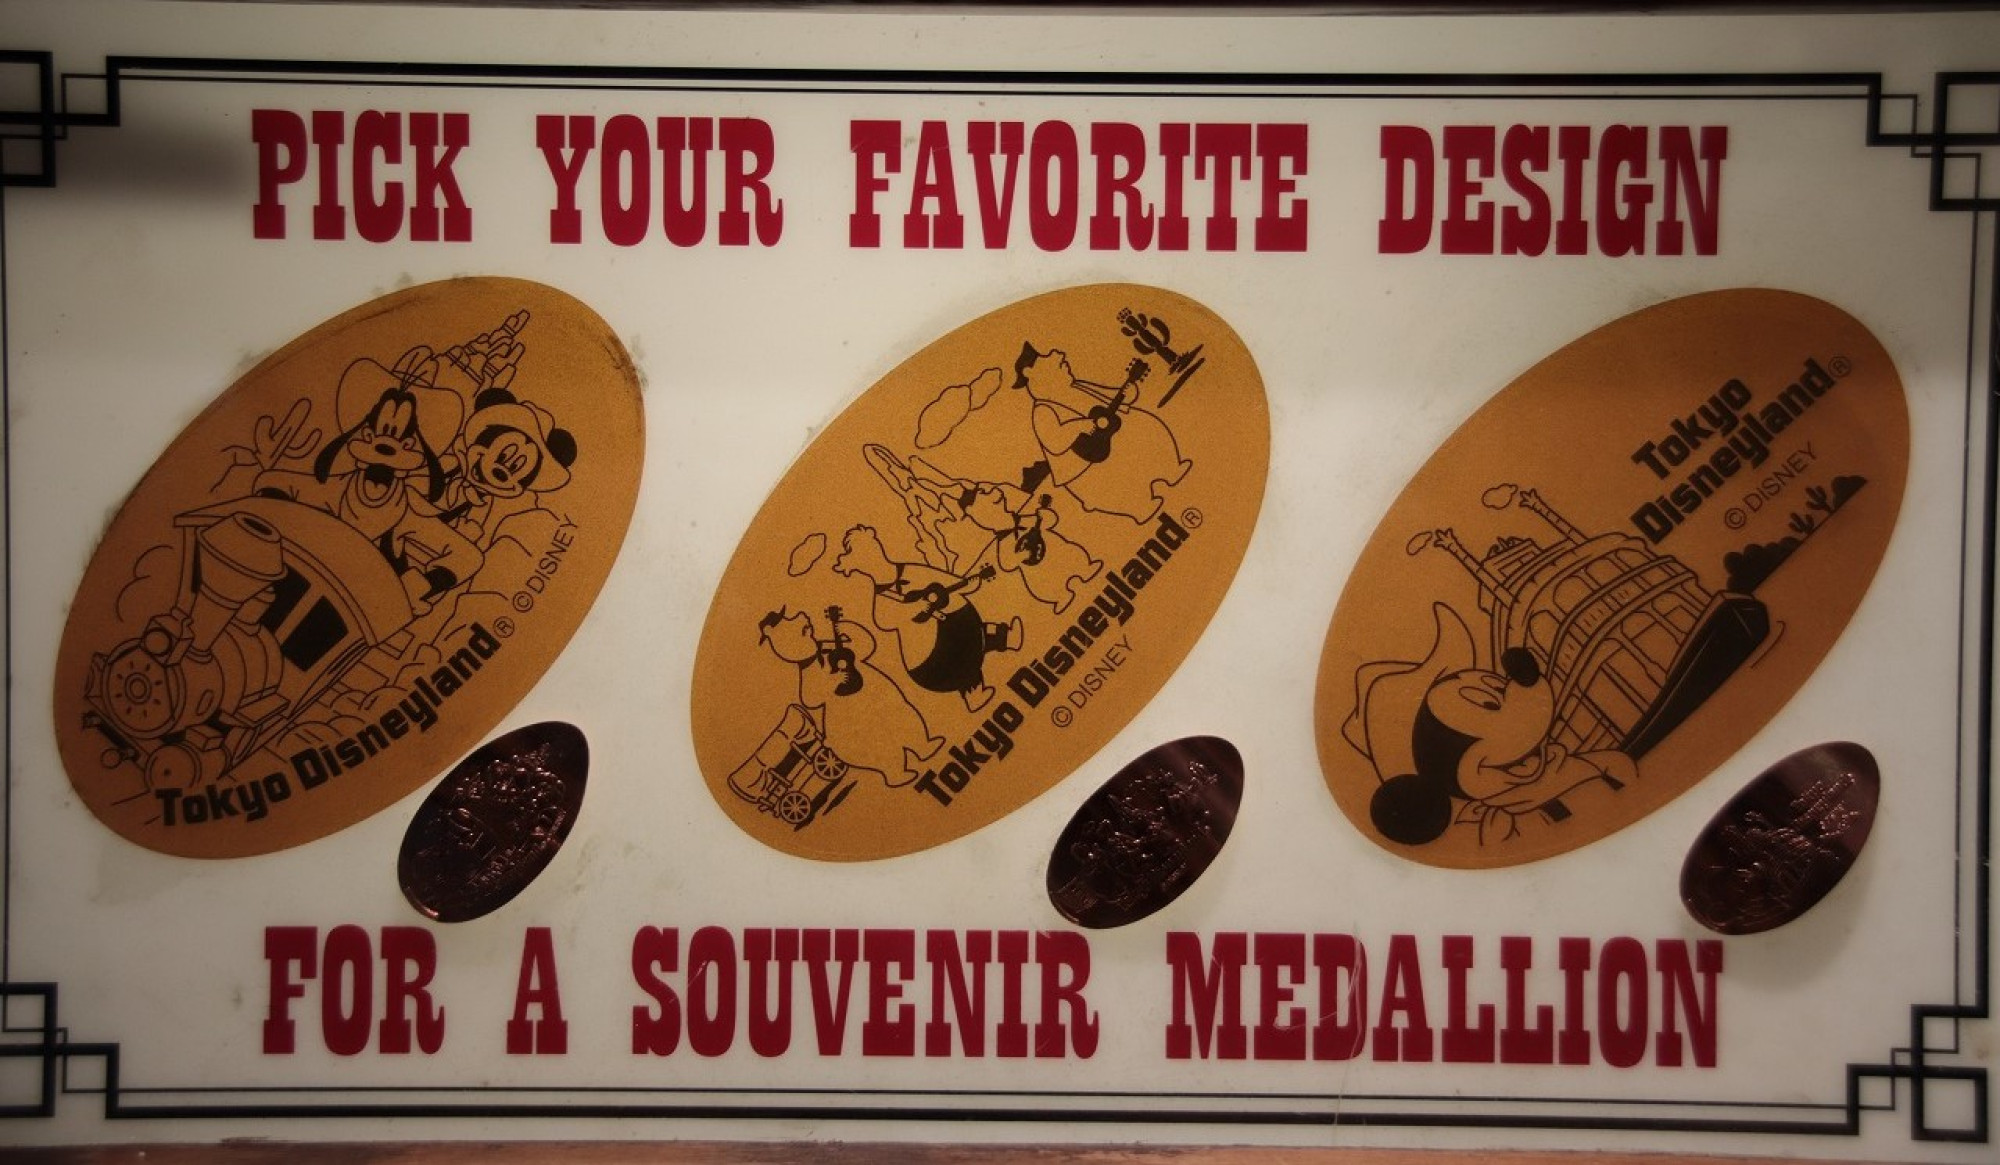 PICK YOUR FAVORITE DESIGN
Tokyo Disneyland®
© DISNEY
Tokyo Disneyland®
© DISNEY
Tokyo
Disneyland®
© DISNEY
FOR A SOUVENIR MEDALLION